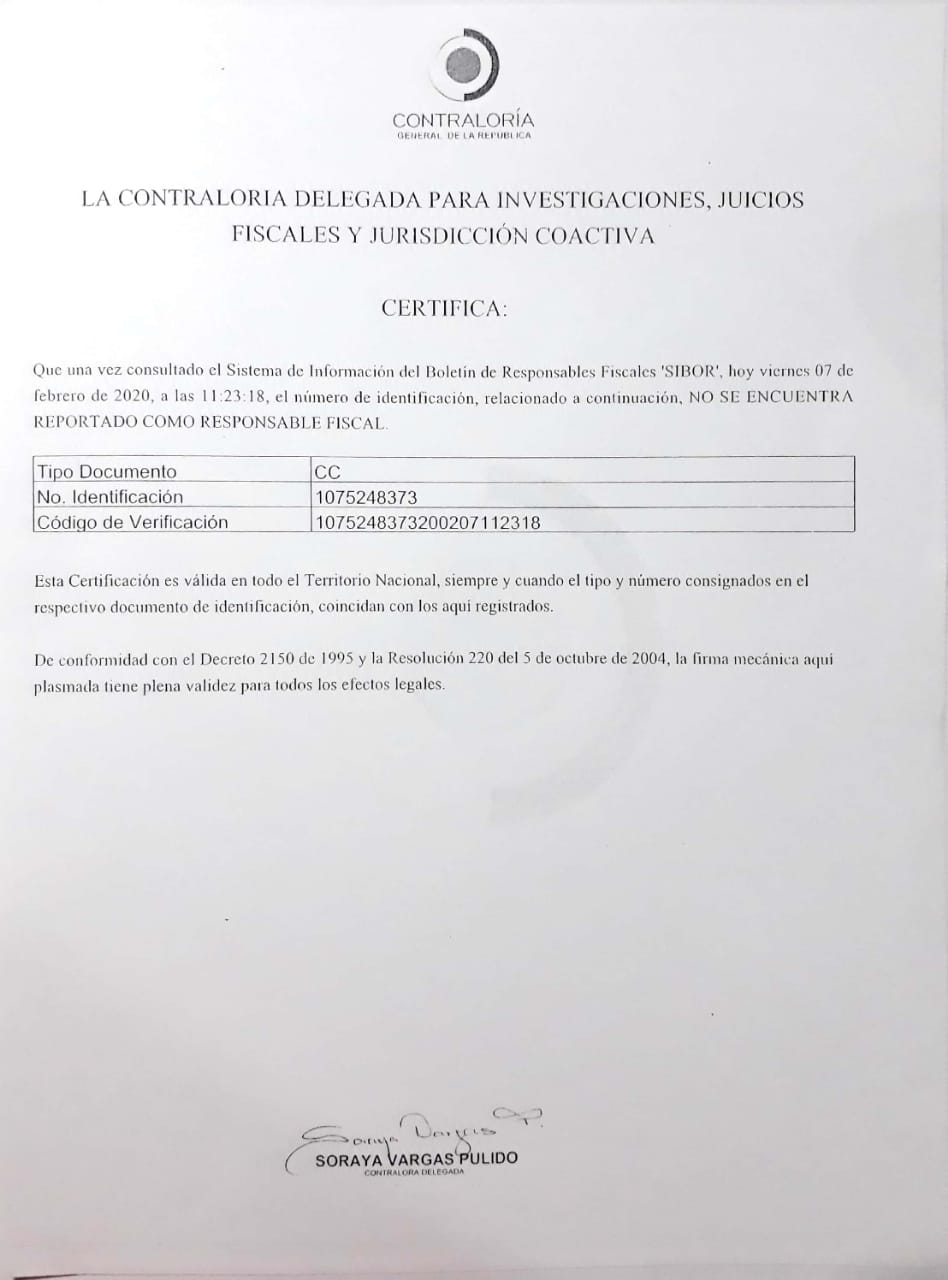 CONTRALORÍA
GENERAL DE LA REPÚBLICA
LA CONTRALORIA DELEGADA PARA INVESTIGACIONES, JUICIOS
FISCALES Y JURISDICCIÓN COACTIVA
CERTIFICA:
Que una vez consultado el Sistema de Información del Boletín de Responsables Fiscales 'SIBOR', hoy viernes 07 de
febrero de 2020, a las 11:23:18, el número de identificación, relacionado a continuación, NO SE ENCUENTRA
REPORTADO COMO RESPONSABLE FISCAL.
Tipo Documento CC
No. Identificación 1075248373
Código de Verificación 1075248373200207112318
Esta Certificación es válida en todo el Territorio Nacional, siempre y cuando el tipo y número consignados en el
respectivo documento de identificación, coincidan con los aquí registrados.
De conformidad con el Decreto 2150 de 1995 y la Resolución 220 del 5 de octubre de 2004, la firma mecánica aquí
plasmada tiene plena validez para todos los efectos legales.
Soraya Vargas P.
SORAYA VARGAS PULIDO
CONTRALORA DELEGADA